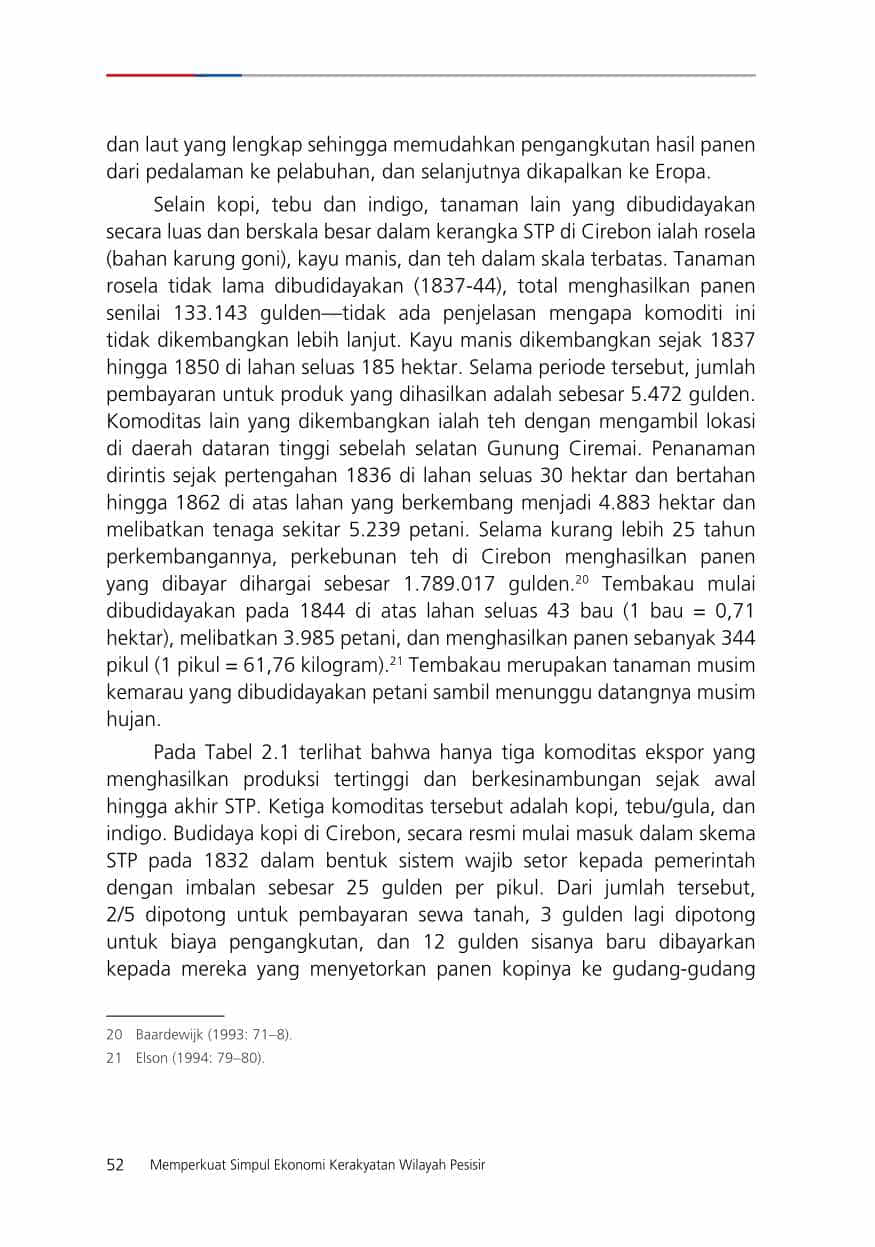 dan laut yang lengkap sehingga memudahkan pengangkutan hasil panen
dari pedalaman ke pelabuhan, dan selanjutnya dikapalkan ke Eropa.
Selain kopi, tebu dan indigo, tanaman lain yang dibudidayakan
secara luas dan berskala besar dalam kerangka STP di Cirebon ialah rosela
(bahan karung goni), kayu manis, dan teh dalam skala terbatas. Tanaman
rosela tidak lama dibudidayakan (1837-44), total menghasilkan panen
senilai 133.143 gulden—tidak ada penjelasan mengapa komoditi ini
tidak dikembangkan lebih lanjut. Kayu manis dikembangkan sejak 1837
hingga 1850 di lahan seluas 185 hektar. Selama periode tersebut, jumlah
pembayaran untuk produk yang dihasilkan adalah sebesar 5.472 gulden.
Komoditas lain yang dikembangkan ialah teh dengan mengambil lokasi
di daerah dataran tinggi sebelah selatan Gunung Ciremai. Penanaman
dirintis sejak pertengahan 1836 di lahan seluas 30 hektar dan bertahan
hingga 1862 di atas lahan yang berkembang menjadi 4.883 hektar dan
melibatkan tenaga sekitar 5.239 petani. Selama kurang lebih 25 tahun
perkembangannya, perkebunan teh di Cirebon menghasilkan panen
yang dibayar dihargai sebesar 1.789.017 gulden.20 Tembakau mulai
dibudidayakan pada 1844 di atas lahan seluas 43 bau (1 bau = 0,71
hektar), melibatkan 3.985 petani, dan menghasilkan panen sebanyak 344
pikul (1 pikul = 61,76 kilogram).21 Tembakau merupakan tanaman musim
kemarau yang dibudidayakan petani sambil menunggu datangnya musim
hujan.
Pada Tabel 2.1 terlihat bahwa hanya tiga komoditas ekspor yang
menghasilkan produksi tertinggi dan berkesinambungan sejak awal
hingga akhir STP. Ketiga komoditas tersebut adalah kopi, tebu/gula, dan
indigo. Budidaya kopi di Cirebon, secara resmi mulai masuk dalam skema
STP pada 1832 dalam bentuk sistem wajib setor kepada pemerintah
dengan imbalan sebesar 25 gulden per pikul. Dari jumlah tersebut,
2/5 dipotong untuk pembayaran sewa tanah, 3 gulden lagi dipotong
untuk biaya pengangkutan, dan 12 gulden sisanya baru dibayarkan
kepada mereka yang menyetorkan panen kopinya ke gudang-gudang
20 Baardewijk (1993: 71–8).
21 Elson (1994: 79–80).
52 Memperkuat Simpul Ekonomi Kerakyatan Wilayah Pesisir